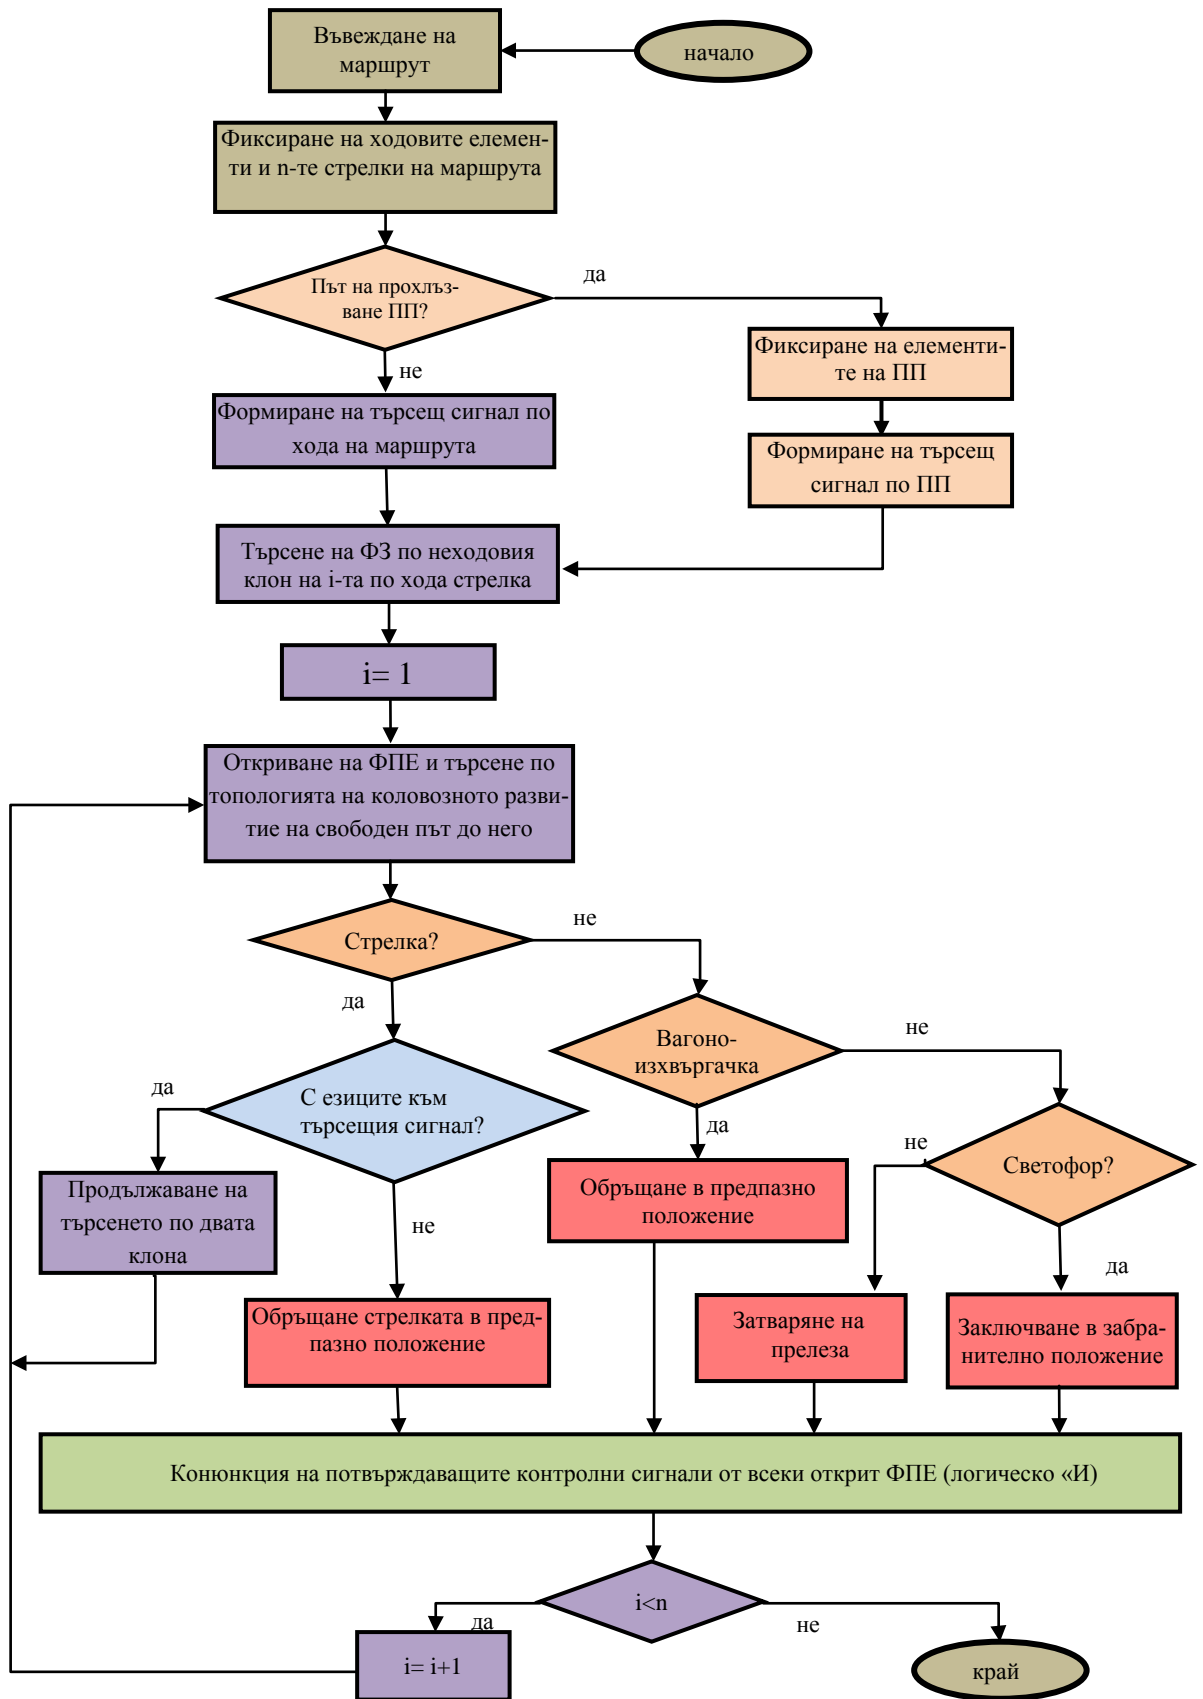 Въвеждане на
маршрут
начало
Фиксиране на ходовите елемен-
ти и n-те стрелки на маршрута
Път на прохлъз-
ване ПП?
да
не
Фиксиране на елементи-
те на ПП
Формиране на търсещ сигнал по
хода на маршрута
Формиране на търсещ
сигнал по ПП
Търсене на ФЗ по неходовия
клон на i-та по хода стрелка
i= 1
Откриване на ФПЕ и търсене по
топологията на коловозното разви-
тие на свободен път до него
Стрелка?
не
да
Вагоно-
изхвъргачка
не
С езиците към
търсещия сигнал?
да
да
не
Светофор?
Продължаване на
търсенето по двата
клона
Обръщане в предпазно
положение
не
да
Обръщане стрелката в пред-
пазно положение
Затваряне на
прелеза
Заключване в забра-
нително положение
Конюнкция на потвърждаващите контролни сигнали от всеки открит ФПЕ (логическо «И)
i<n
да
не
i= i+1
край